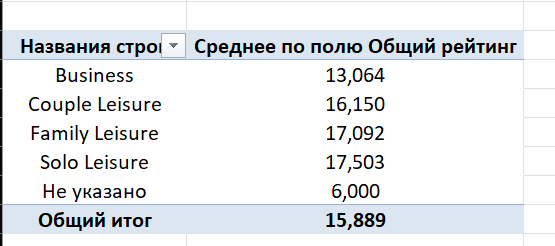 Названия строк Среднее по полю Общий рейтинг
Business 13,064
Couple Leisure 16,150
Family Leisure 17,092
Solo Leisure 17,503
Не указано 6,000
Общий итог 15,889